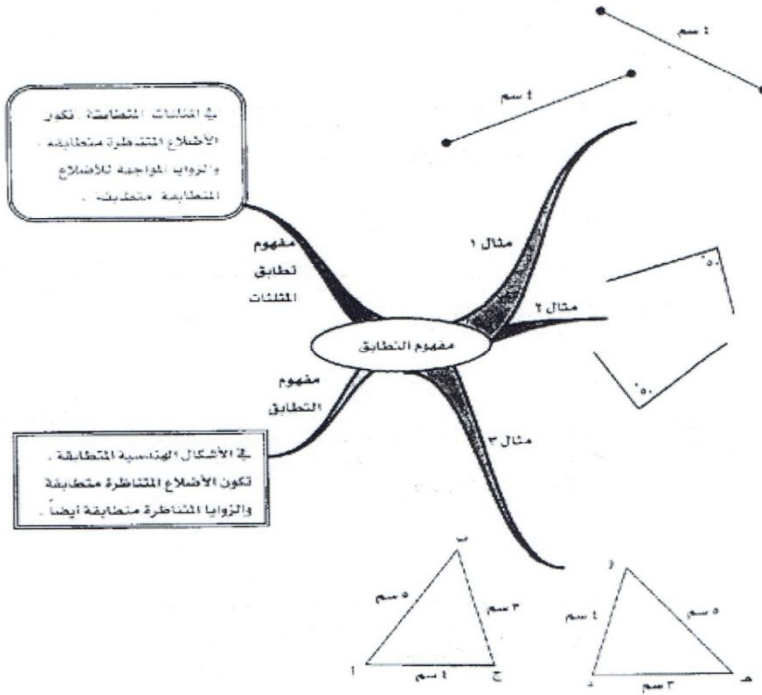 ٤ سم
٤ سم
في المثلثات المتطابقة ، تكون
الأضلاع المتناظرة متطابقة ،
والزوايا المواجهة للأضلاع
المتطابقة متطابقة .
مثال ١
مفهوم
تطابق
المثلثات
٥٠°
مثال ٢
مفهوم التطابق
٥٠°
مفهوم
التطابق
مثال ٣
في الأشكال الهندسية المتطابقة ،
تكون الأضلاع المتناظرة متطابقة
والزوايا المتناظرة متطابقة أيضاً .
ب
٥ سم
٣ سم
أ
٤ سم
ج
و
٤ سم
٥ سم
د
٣ سم
هـ